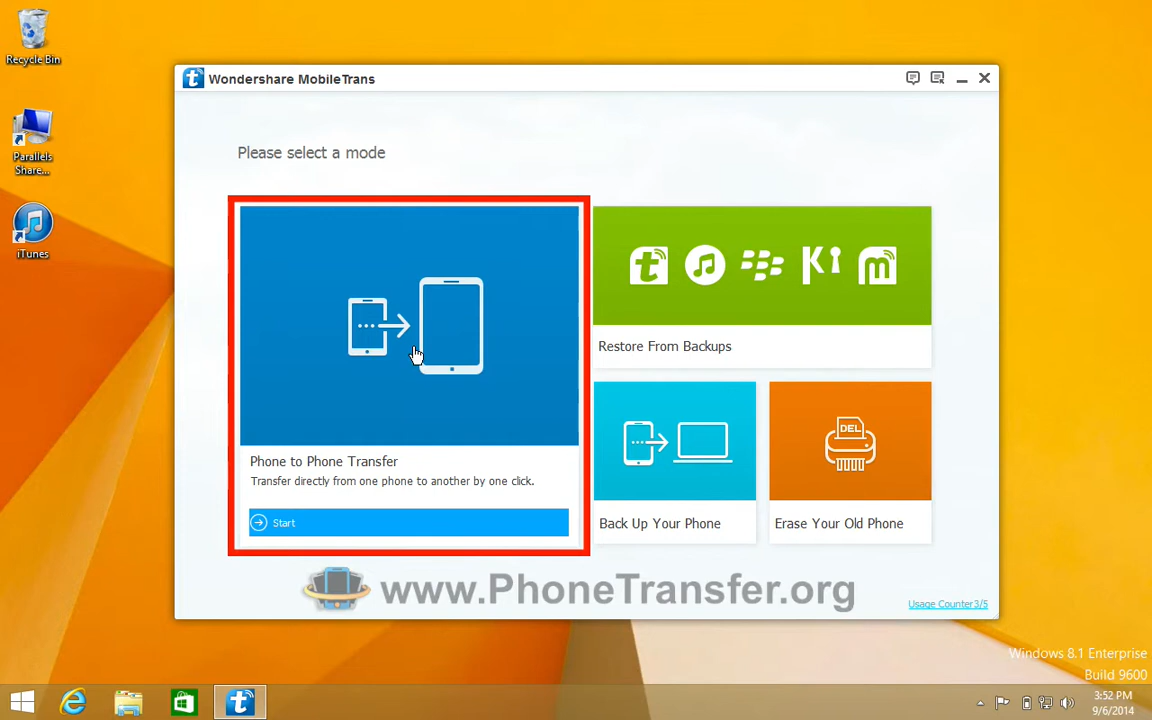 Recycle Bin
Parallels
Share...
iTunes
Wondershare MobileTrans
Please select a mode
Phone to Phone Transfer
Transfer directly from one phone to another by one click.
Start
Restore From Backups
Back Up Your Phone
DEL
Erase Your Old Phone
www.PhoneTransfer.org
Usage Counter3/5
Windows 8.1 Enterprise
Build 9600
3:52 PM
9/6/2014